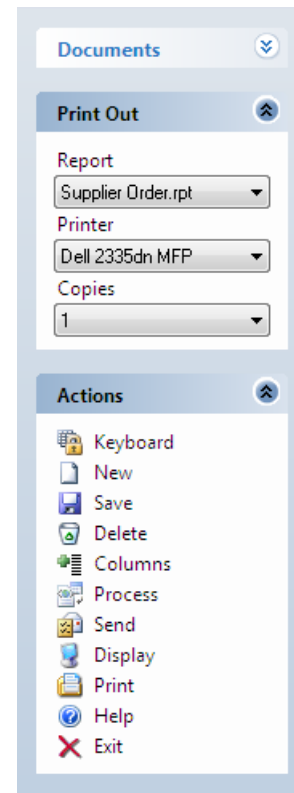 Documents
Print Out
Report
Supplier Order.rpt
Printer
Dell 2335dn MFP
Copies
1
Actions
Keyboard
New
Save
Delete
Columns
Process
Send
Display
Print
Help
Exit